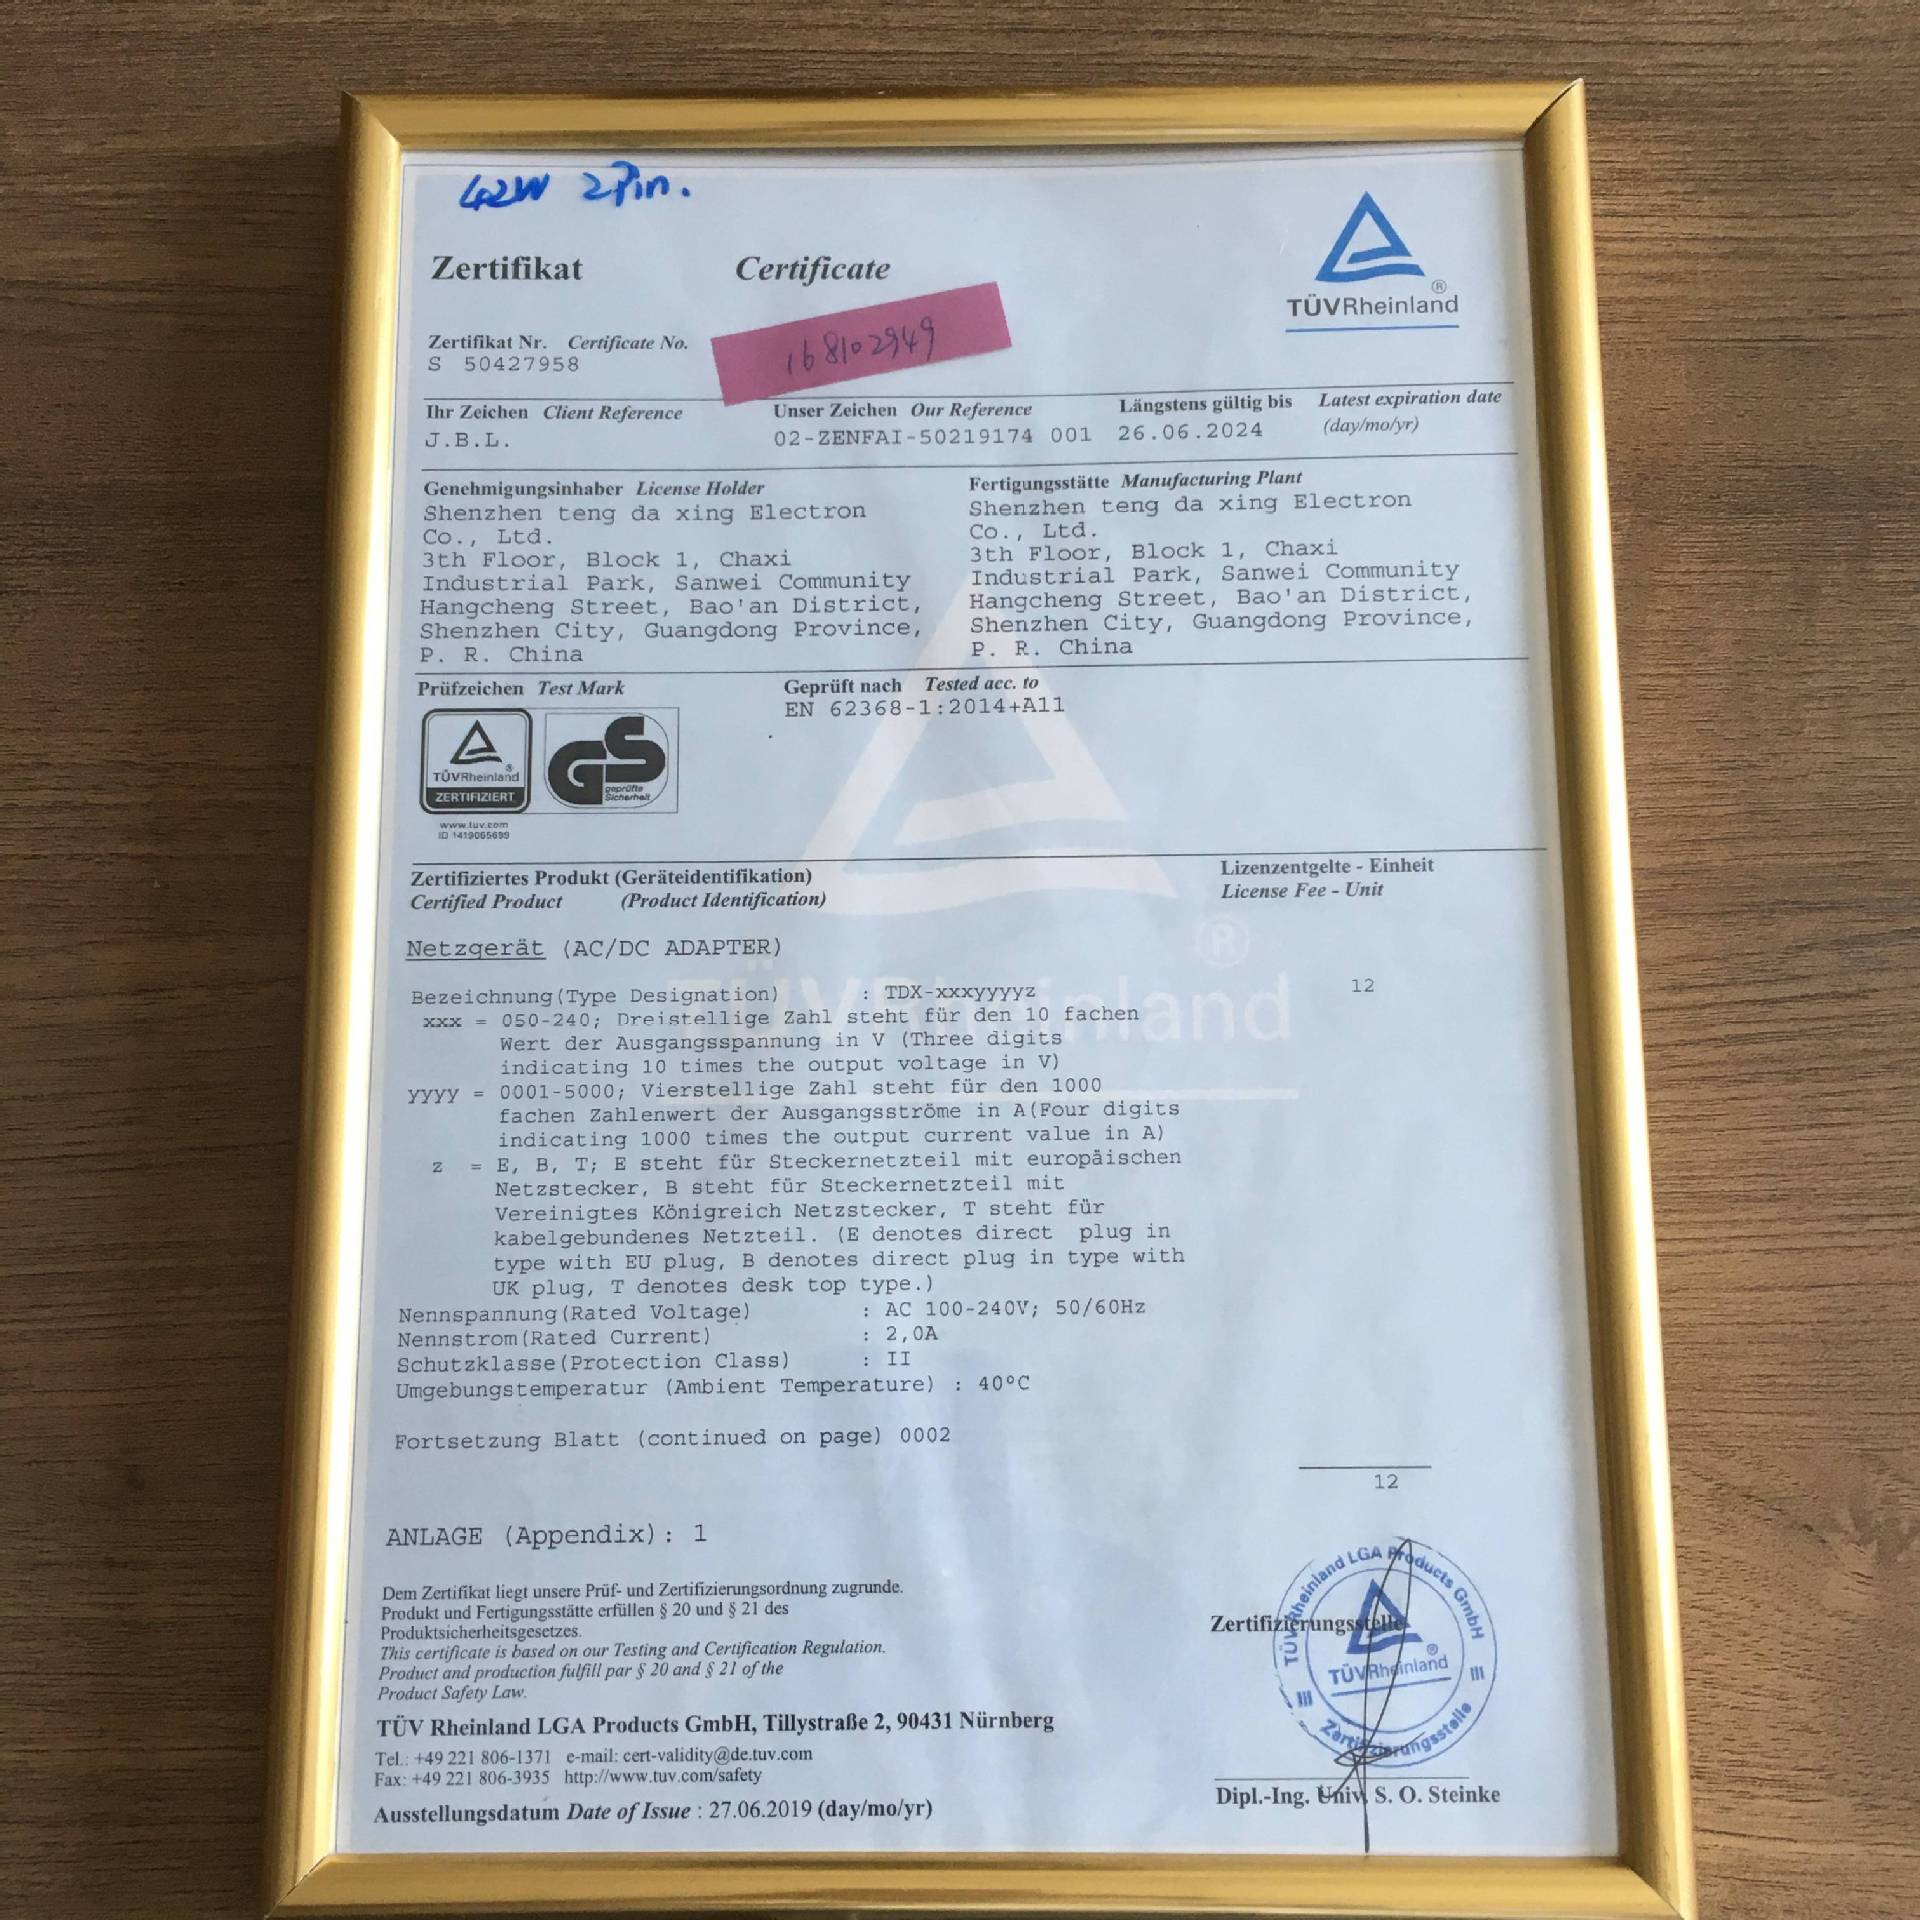 42W 2Pin.
Zertifikat Certificate
TÜVRheinland®
Zertifikat Nr. Certificate No.
S 50427958
168102949
Ihr Zeichen Client Reference
J.B.L.
Unser Zeichen Our Reference
02-ZENFAI-50219174 001
Längstens gültig bis Latest expiration date
26.06.2024 (day/mo/yr)
Genehmigungsinhaber License Holder
Shenzhen teng da xing Electron
Co., Ltd.
3th Floor, Block 1, Chaxi
Industrial Park, Sanwei Community
Hangcheng Street, Bao'an District,
Shenzhen City, Guangdong Province,
P. R. China
Fertigungsstätte Manufacturing Plant
Shenzhen teng da xing Electron
Co., Ltd.
3th Floor, Block 1, Chaxi
Industrial Park, Sanwei Community
Hangcheng Street, Bao'an District,
Shenzhen City, Guangdong Province,
P. R. China
Prüfzeichen Test Mark
TÜVRheinland®
ZERTIFIZIERT
www.tuv.com
ID 1419065699
GS
geprüfte
Sicherheit
Geprüft nach Tested acc. to
EN 62368-1:2014+A11
Zertifiziertes Produkt (Geräteidentifikation)
Certified Product (Product Identification)
Lizenzentgelte - Einheit
License Fee - Unit
TÜVRheinland®
Netzgerät (AC/DC ADAPTER)
Bezeichnung(Type Designation) : TDX-xxxyyyyz 12
xxx = 050-240; Dreistellige Zahl steht für den 10 fachen
Wert der Ausgangsspannung in V (Three digits
indicating 10 times the output voltage in V)
yyyy = 0001-5000; Vierstellige Zahl steht für den 1000
fachen Zahlenwert der Ausgangsströme in A(Four digits
indicating 1000 times the output current value in A)
z = E, B, T; E steht für Steckernetzteil mit europäischen
Netzstecker, B steht für Steckernetzteil mit
Vereinigtes Königreich Netzstecker, T steht für
kabelgebundenes Netzteil. (E denotes direct plug in
type with EU plug, B denotes direct plug in type with
UK plug, T denotes desk top type.)
Nennspannung(Rated Voltage) : AC 100-240V; 50/60Hz
Nennstrom(Rated Current) : 2,0A
Schutzklasse(Protection Class) : II
Umgebungstemperatur (Ambient Temperature) : 40°C
Fortsetzung Blatt (continued on page) 0002
12
ANLAGE (Appendix): 1
Dem Zertifikat liegt unsere Prüf- und Zertifizierungsordnung zugrunde.
Produkt und Fertigungsstätte erfüllen § 20 und § 21 des
Produktsicherheitsgesetzes.
This certificate is based on our Testing and Certification Regulation.
Product and production fulfill par § 20 and § 21 of the
Product Safety Law.
Zertifizierungsstelle
TÜV Rheinland LGA Products GmbH
TÜVRheinland®
Zertifizierungsstelle
TÜV Rheinland LGA Products GmbH, Tillystraße 2, 90431 Nürnberg
Tel.: +49 221 806-1371 e-mail: cert-validity@de.tuv.com
Fax: +49 221 806-3935 http://www.tuv.com/safety
Dipl.-Ing. Univ. S. O. Steinke
Ausstellungsdatum Date of Issue : 27.06.2019 (day/mo/yr)